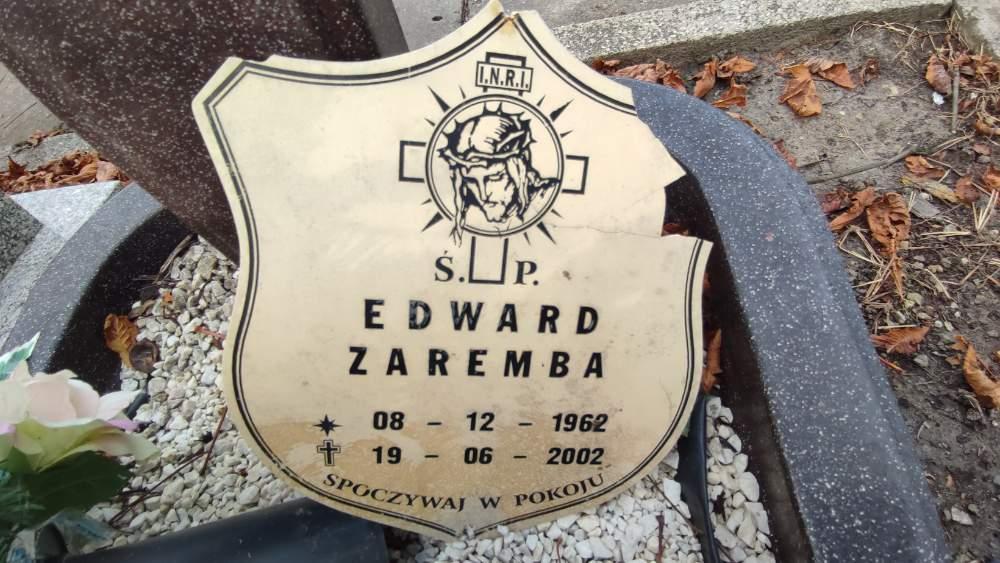 I.N.R.I.
Ś. P.
EDWARD
ZAREMBA
08 - 12 - 1962
19 - 06 - 2002
SPOCZYWAJ W POKOJU